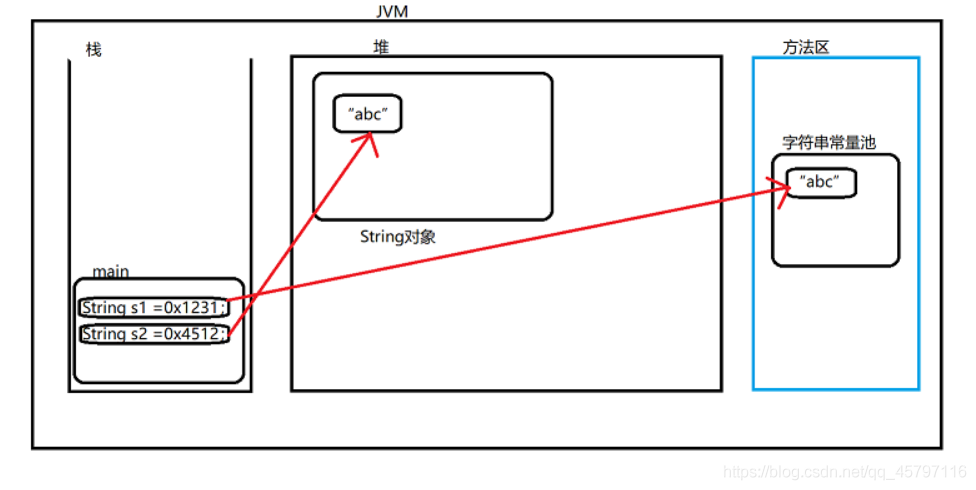 JVM
栈
堆
方法区
"abc"
字符串常量池
"abc"
String对象
main
String s1 =0x1231;
String s2 =0x4512;
https://blog.csdn.net/qq_45797116